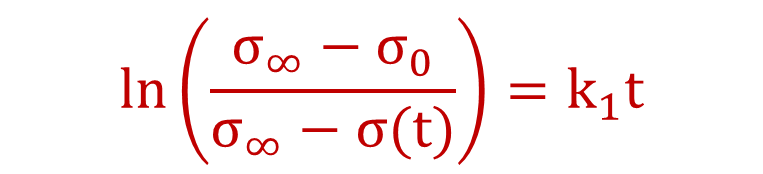 ln((σ∞ − σ0)/(σ∞ − σ(t))) = k1t